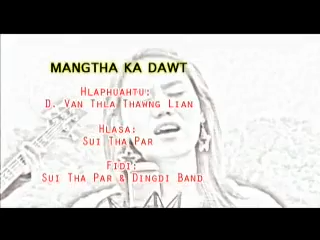 MANGTHA KA DAWT
HLAPHUAHTU:
D. VAN THLA THAWNG LIAN
HLASA:
SUI THA PAR
FIDI:
SUI THA PAR & DINGDI BAND